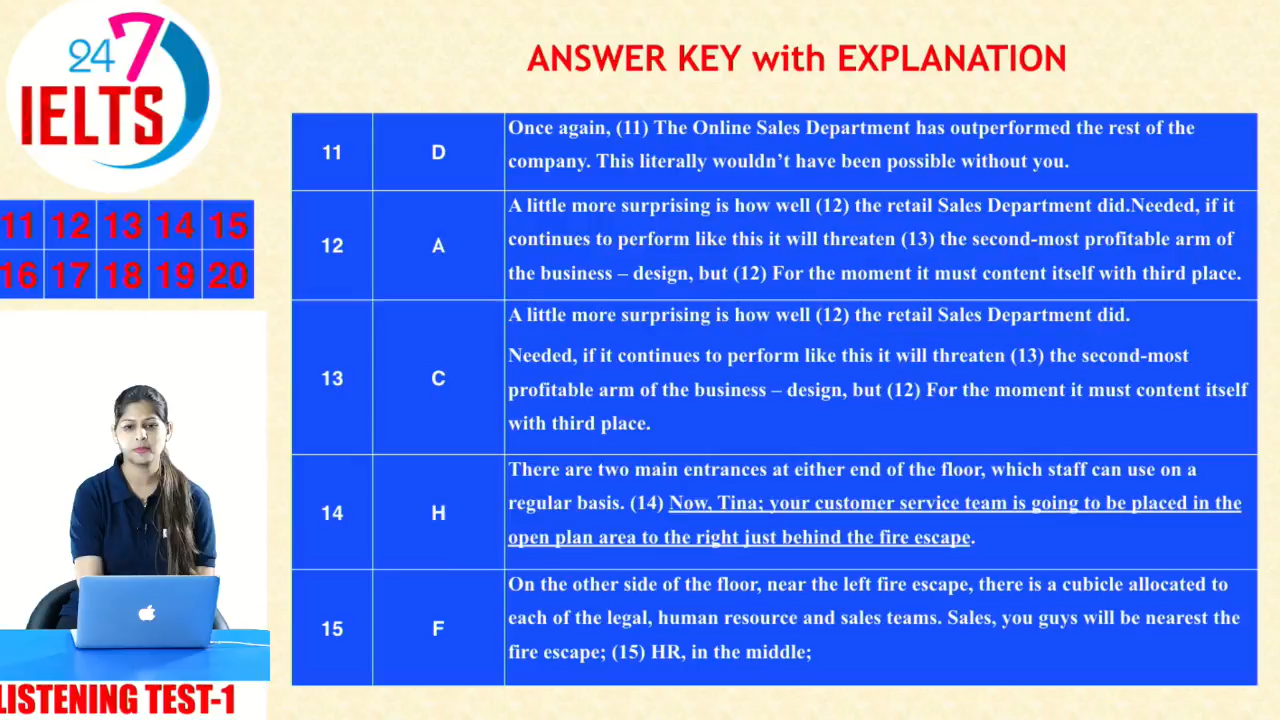 24 7
IELTS
ANSWER KEY with EXPLANATION
11 12 13 14 15
16 17 18 19 20
11 D Once again, (11) The Online Sales Department has outperformed the rest of the
company. This literally wouldn't have been possible without you.
12 A A little more surprising is how well (12) the retail Sales Department did.Needed, if it
continues to perform like this it will threaten (13) the second-most profitable arm of
the business – design, but (12) For the moment it must content itself with third place.
13 C A little more surprising is how well (12) the retail Sales Department did.
Needed, if it continues to perform like this it will threaten (13) the second-most
profitable arm of the business – design, but (12) For the moment it must content itself
with third place.
14 H There are two main entrances at either end of the floor, which staff can use on a
regular basis. (14) Now, Tina; your customer service team is going to be placed in the
open plan area to the right just behind the fire escape.
15 F On the other side of the floor, near the left fire escape, there is a cubicle allocated to
each of the legal, human resource and sales teams. Sales, you guys will be nearest the
fire escape; (15) HR, in the middle;
LISTENING TEST-1